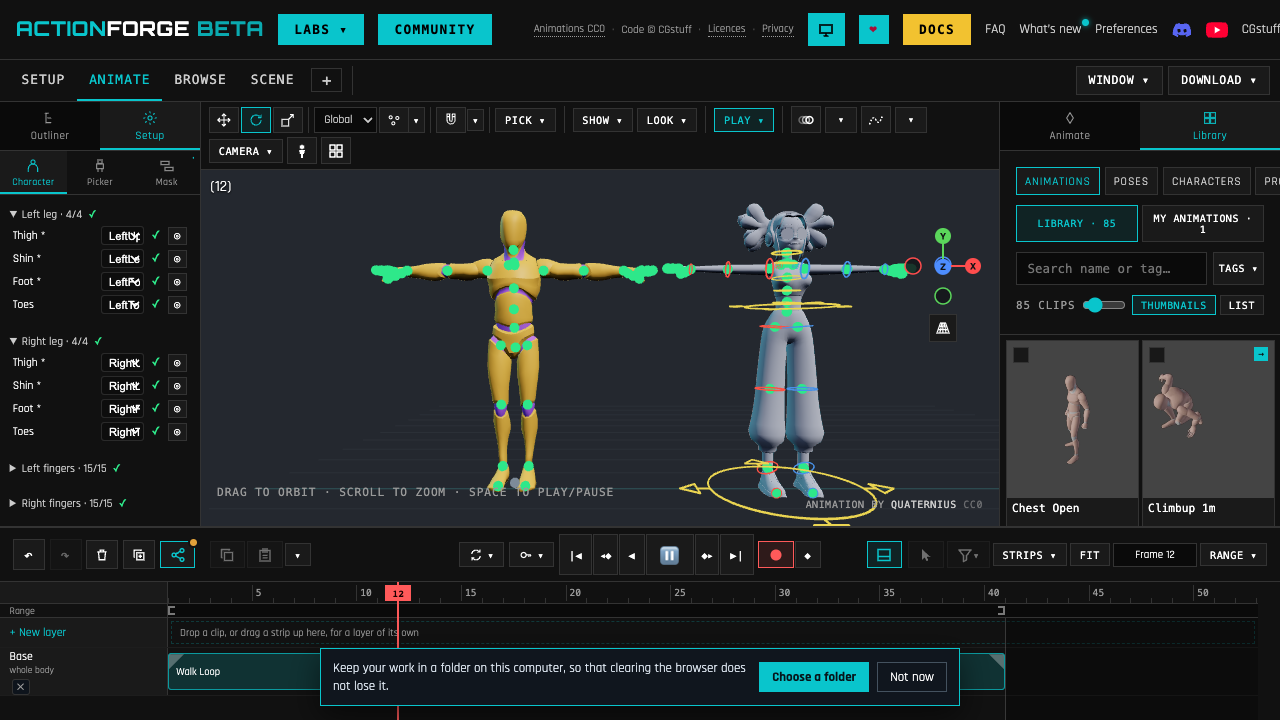 ACTIONFORGE BETA
LABS ▾
COMMUNITY
Animations CC0 · Code © CGstuff · Licences · Privacy
DOCS
FAQ
What's new
Preferences
SETUP
ANIMATE
BROWSE
SCENE
+
WINDOW ▾
DOWNLOAD ▾
Outliner
Setup
Global
PICK ▾
SHOW ▾
LOOK ▾
PLAY ▾
CAMERA ▾
Animate
Library
Character
Picker
Mask
Left leg · 4/4 ✓
Thigh *
Shin *
Foot *
Toes
Right leg · 4/4 ✓
Thigh *
Shin *
Foot *
Toes
Left fingers · 15/15 ✓
Right fingers · 15/15 ✓
(12)
Y
Z
X
DRAG TO ORBIT · SCROLL TO ZOOM · SPACE TO PLAY/PAUSE
ANIMATION BY QUATERNIUS CC0
ANIMATIONS
POSES
CHARACTERS
LIBRARY · 85
MY ANIMATIONS · 1
Search name or tag…
TAGS ▾
85 CLIPS
THUMBNAILS
LIST
Chest Open
Climbup 1m
STRIPS ▾
FIT
Frame 12
RANGE ▾
5
10
12
15
20
25
30
35
40
45
50
Range
+ New layer
Drop a clip, or drag a strip up here, for a layer of its own
Base
whole body
Walk Loop
Keep your work in a folder on this computer, so that clearing the browser does
not lose it.
Choose a folder
Not now